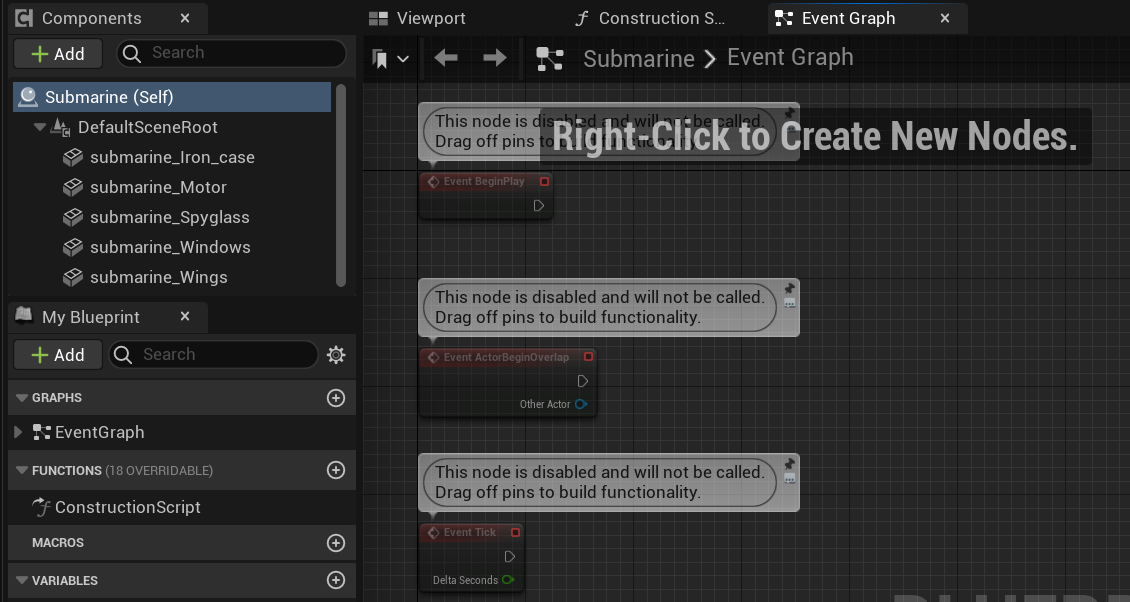 Components
Add
Search
Submarine (Self)
DefaultSceneRoot
submarine_Iron_case
submarine_Motor
submarine_Spyglass
submarine_Windows
submarine_Wings
My Blueprint
Add
Search
GRAPHS
EventGraph
FUNCTIONS (18 OVERRIDABLE)
ConstructionScript
MACROS
VARIABLES
Viewport
Construction S...
Event Graph
Submarine > Event Graph
Right-Click to Create New Nodes.
This node is disabled and will not be called.
Drag off pins to build functionality.
Event BeginPlay
This node is disabled and will not be called.
Drag off pins to build functionality.
Event ActorBeginOverlap
Other Actor
This node is disabled and will not be called.
Drag off pins to build functionality.
Event Tick
Delta Seconds